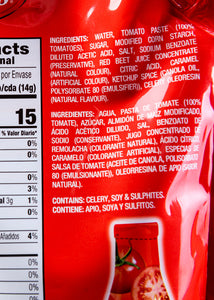 acts
nal
por Envase
a/cda (14g)
15
% Valor Diario*
0%
0%
0%
3%
1g 1%
Añadidos 4%
0%
0%
0%
0%
INGREDIENTS: WATER, TOMATO PASTE (100%
TOMATOES), SUGAR, MODIFIED CORN STARCH,
DILUTED ACETIC ACID, SALT, SODIUM BENZOATE
(PRESERVATIVE), RED BEET JUICE CONCENTRATE
(NATURAL COLOUR), CITRIC ACID, CARAMEL
(ARTIFICIAL COLOUR), KETCHUP SPICE (CANOLA OIL,
POLYSORBATE 80 (EMULSIFIER), CELERY OLEORESIN
(NATURAL FLAVOUR).
INGREDIENTES: AGUA, PASTA DE TOMATE (100%
TOMATE), AZÚCAR, ALMIDÓN DE MAÍZ MODIFICADO,
ÁCIDO ACÉTICO DILUIDO, SAL, BENZOATO DE
SODIO (CONSERVANTE), JUGO CONCENTRADO DE
REMOLACHA (COLORANTE NATURAL), ÁCIDO CÍTRICO,
CARAMELO (COLORANTE ARTIFICIAL), ESPECIAS DE
SALSA DE TOMATE (ACEITE DE CANOLA, POLISORBATO
80 (EMULSIONANTE), OLEORRESINA DE APIO (SABOR
NATURAL).
CONTAINS: CELERY, SOY & SULPHITES.
CONTIENE: APIO, SOYA Y SULFITOS.